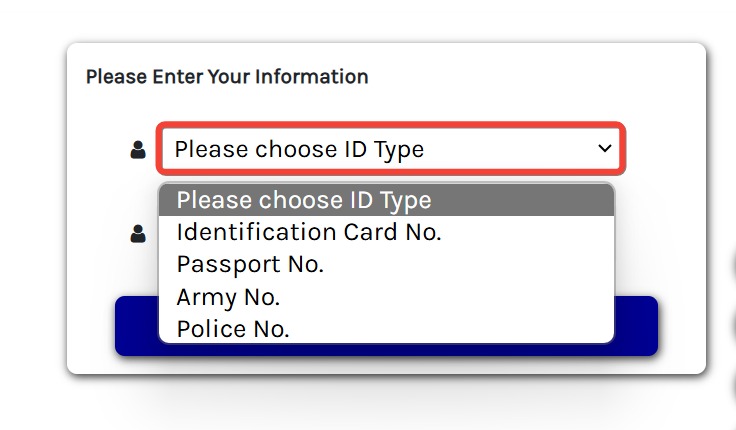 Please Enter Your Information
Please choose ID Type
Please choose ID Type
Identification Card No.
Passport No.
Army No.
Police No.